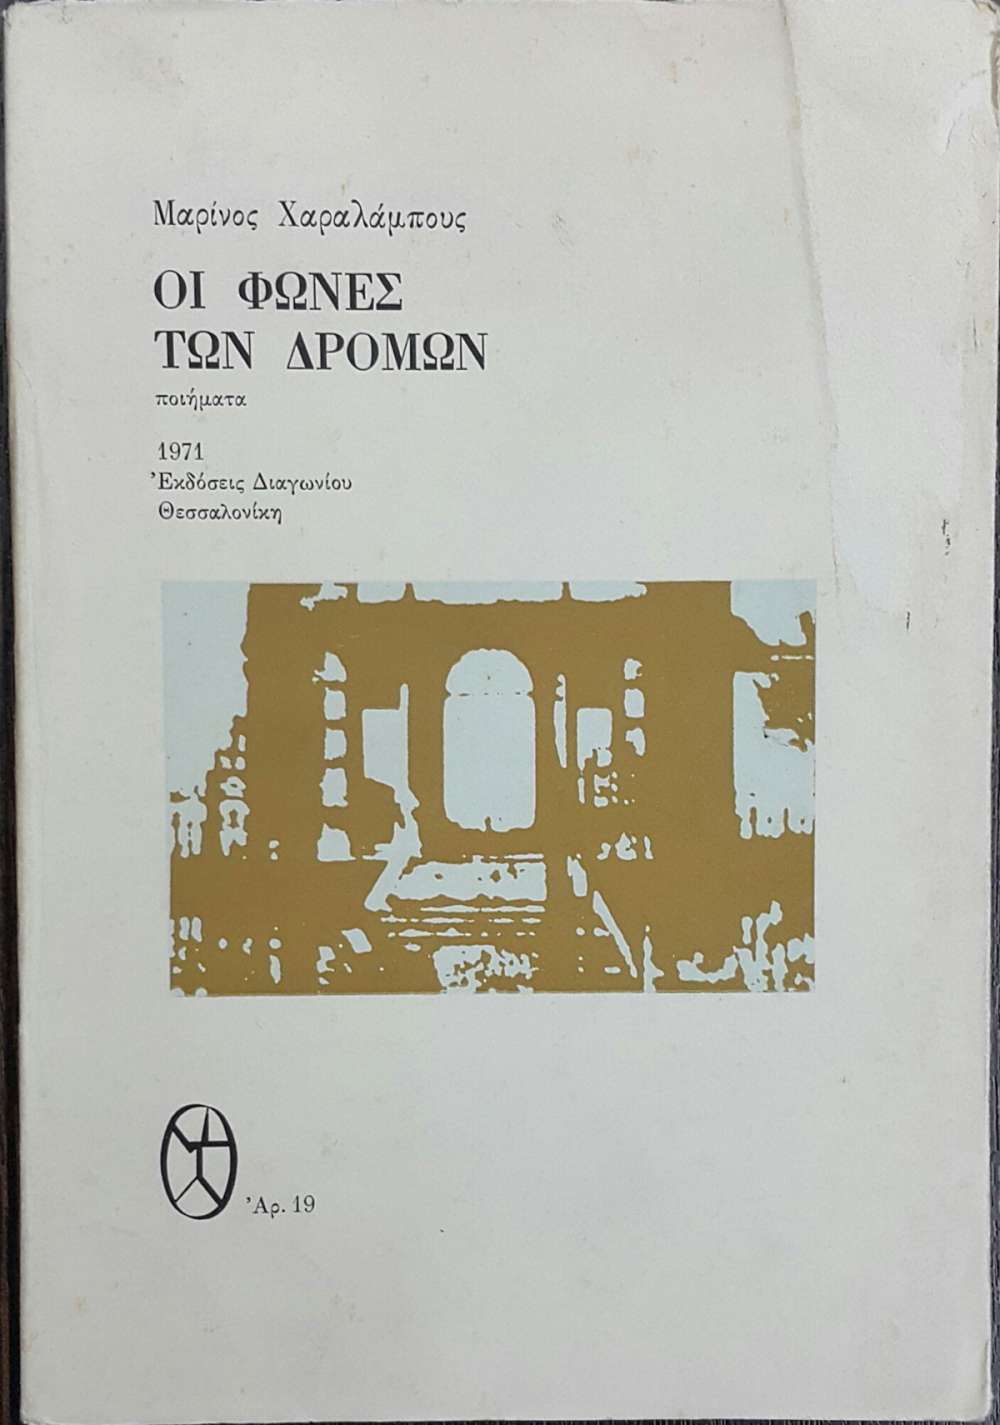 Μαρίνος Χαραλάμπους
ΟΙ ΦΩΝΕΣ
ΤΩΝ ΔΡΟΜΩΝ
ποιήματα
1971
Ἐκδόσεις Διαγωνίου
Θεσσαλονίκη
Ἀρ. 19